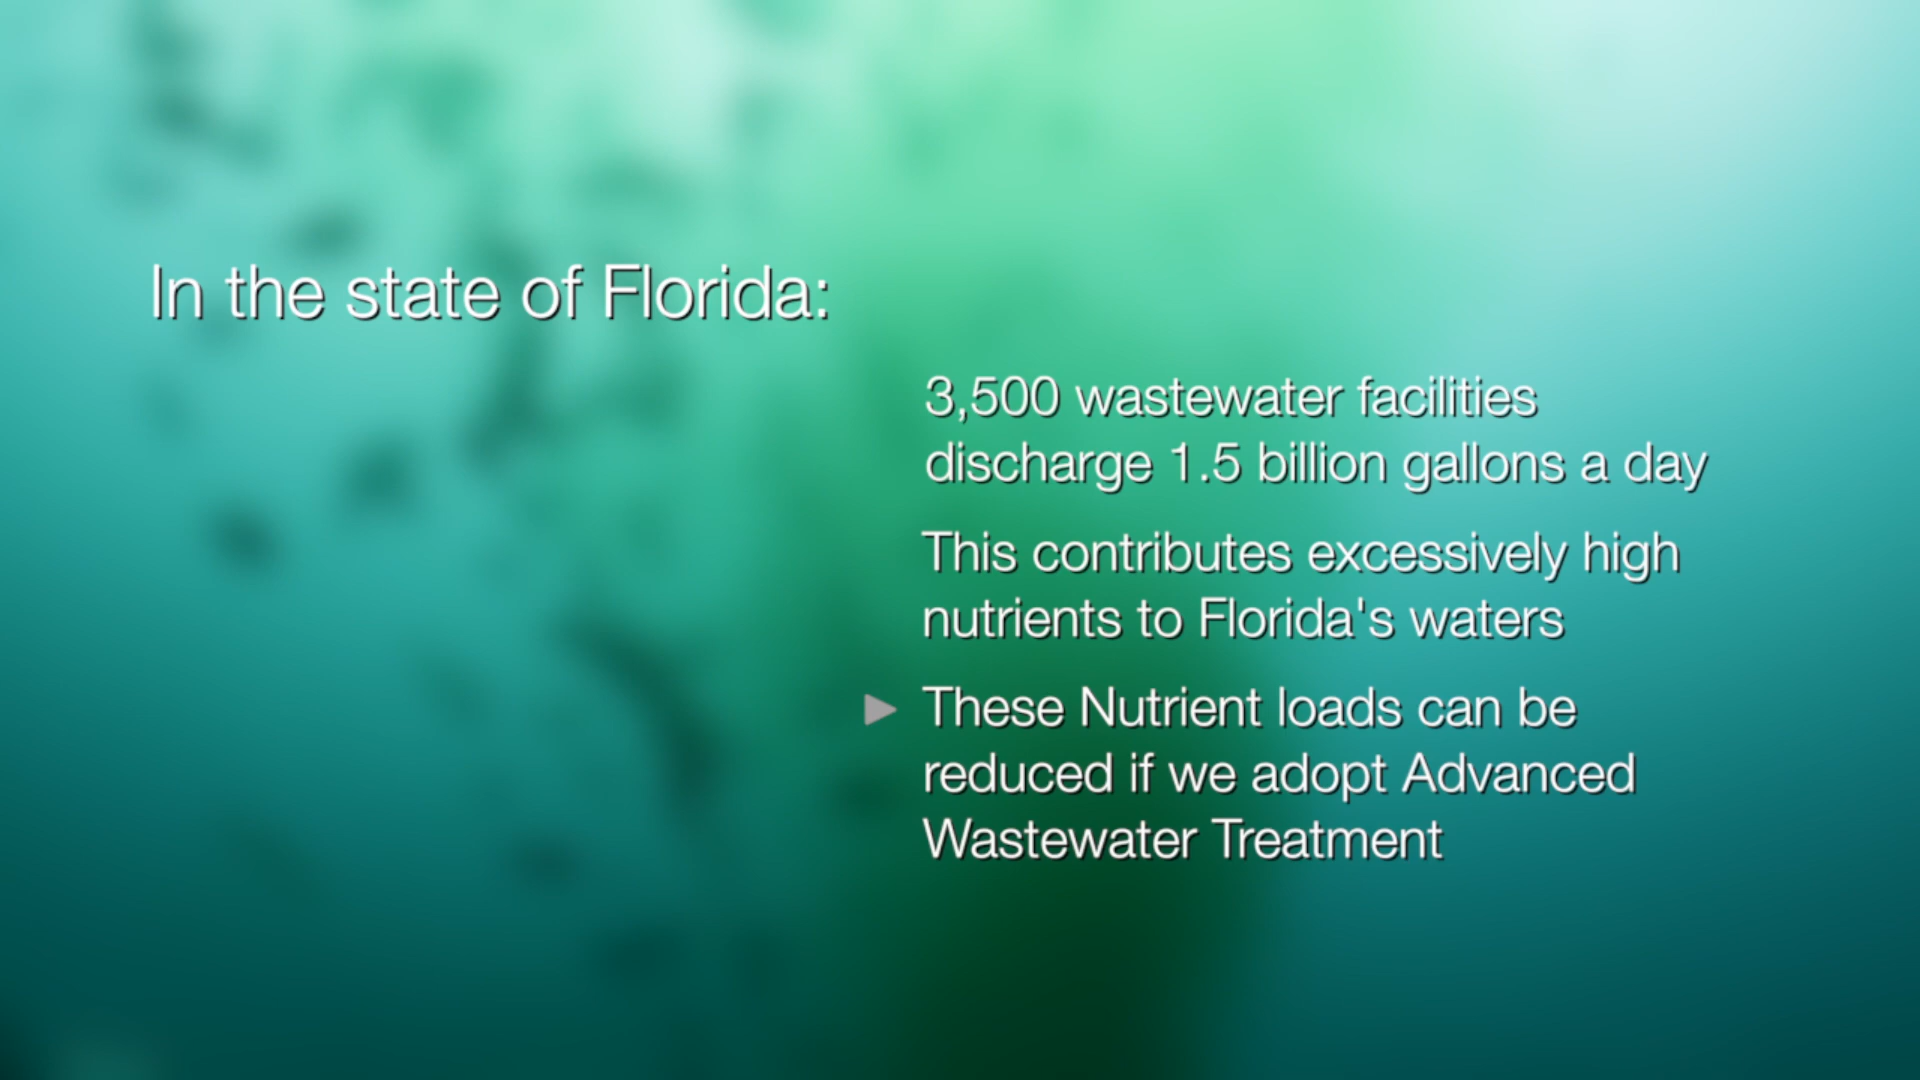 In the state of Florida:
3,500 wastewater facilities
discharge 1.5 billion gallons a day
This contributes excessively high
nutrients to Florida's waters
These Nutrient loads can be
reduced if we adopt Advanced
Wastewater Treatment